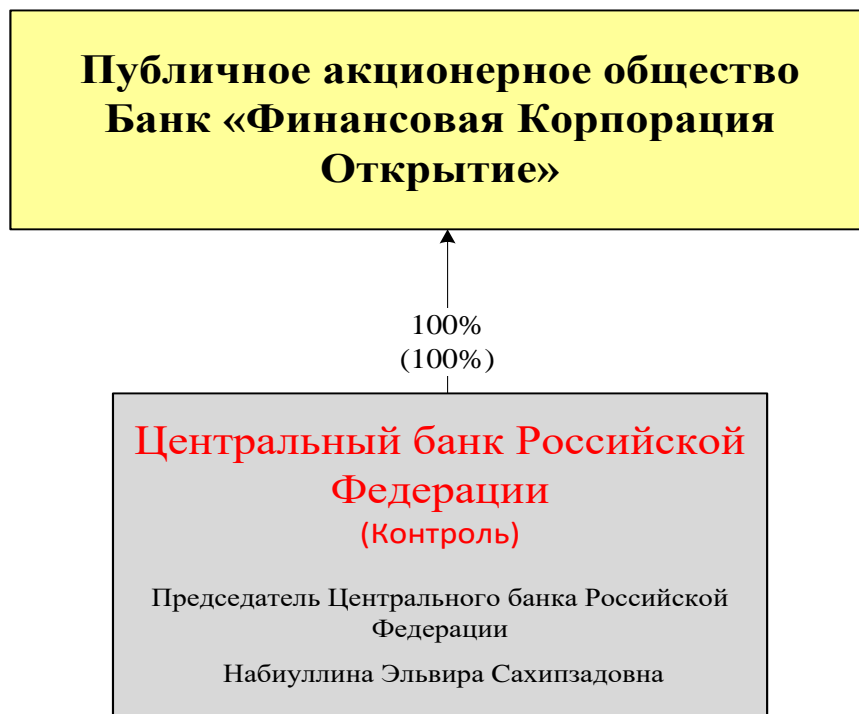 Публичное акционерное общество
Банк «Финансовая Корпорация
Открытие»
100%
(100%)
Центральный банк Российской
Федерации
(Контроль)
Председатель Центрального банка Российской
Федерации
Набиуллина Эльвира Сахипзадовна